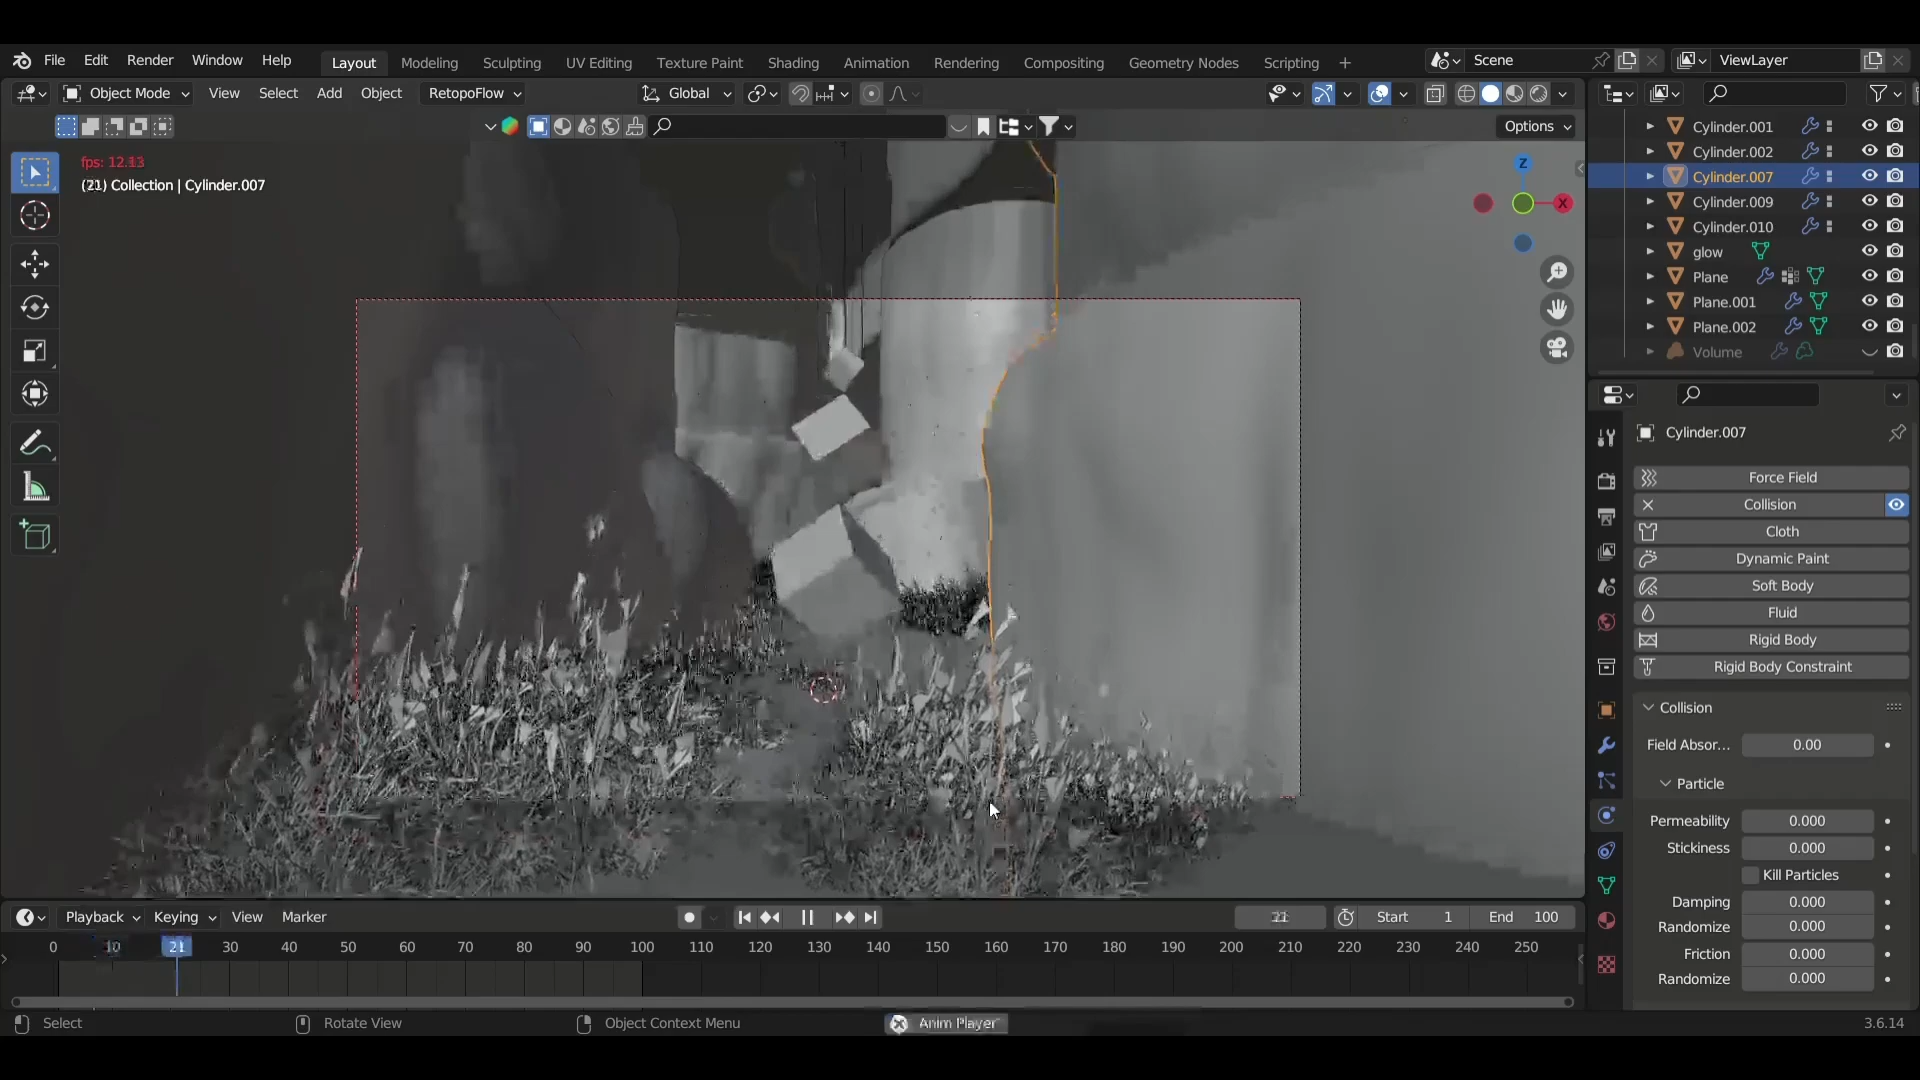 File Edit Render Window Help Layout Modeling Sculpting UV Editing Texture Paint Shading Animation Rendering Compositing Geometry Nodes Scripting Scene ViewLayer
Object Mode View Select Add Object RetopoFlow Global
Options
fps: 12.13
(21) Collection | Cylinder.007
Z
X
Cylinder.001
Cylinder.002
Cylinder.007
Cylinder.009
Cylinder.010
glow
Plane
Plane.001
Plane.002
Volume
Cylinder.007
Force Field
Collision
Cloth
Dynamic Paint
Soft Body
Fluid
Rigid Body
Rigid Body Constraint
Collision
Field Absor... 0.00
Particle
Permeability 0.000
Stickiness 0.000
Kill Particles
Damping 0.000
Randomize 0.000
Friction 0.000
Randomize 0.000
Playback Keying View Marker Start 1 End 100
0 10 21 30 40 50 60 70 80 90 100 110 120 130 140 150 160 170 180 190 200 210 220 230 240 250
Select Rotate View Object Context Menu Anim Player 3.6.14